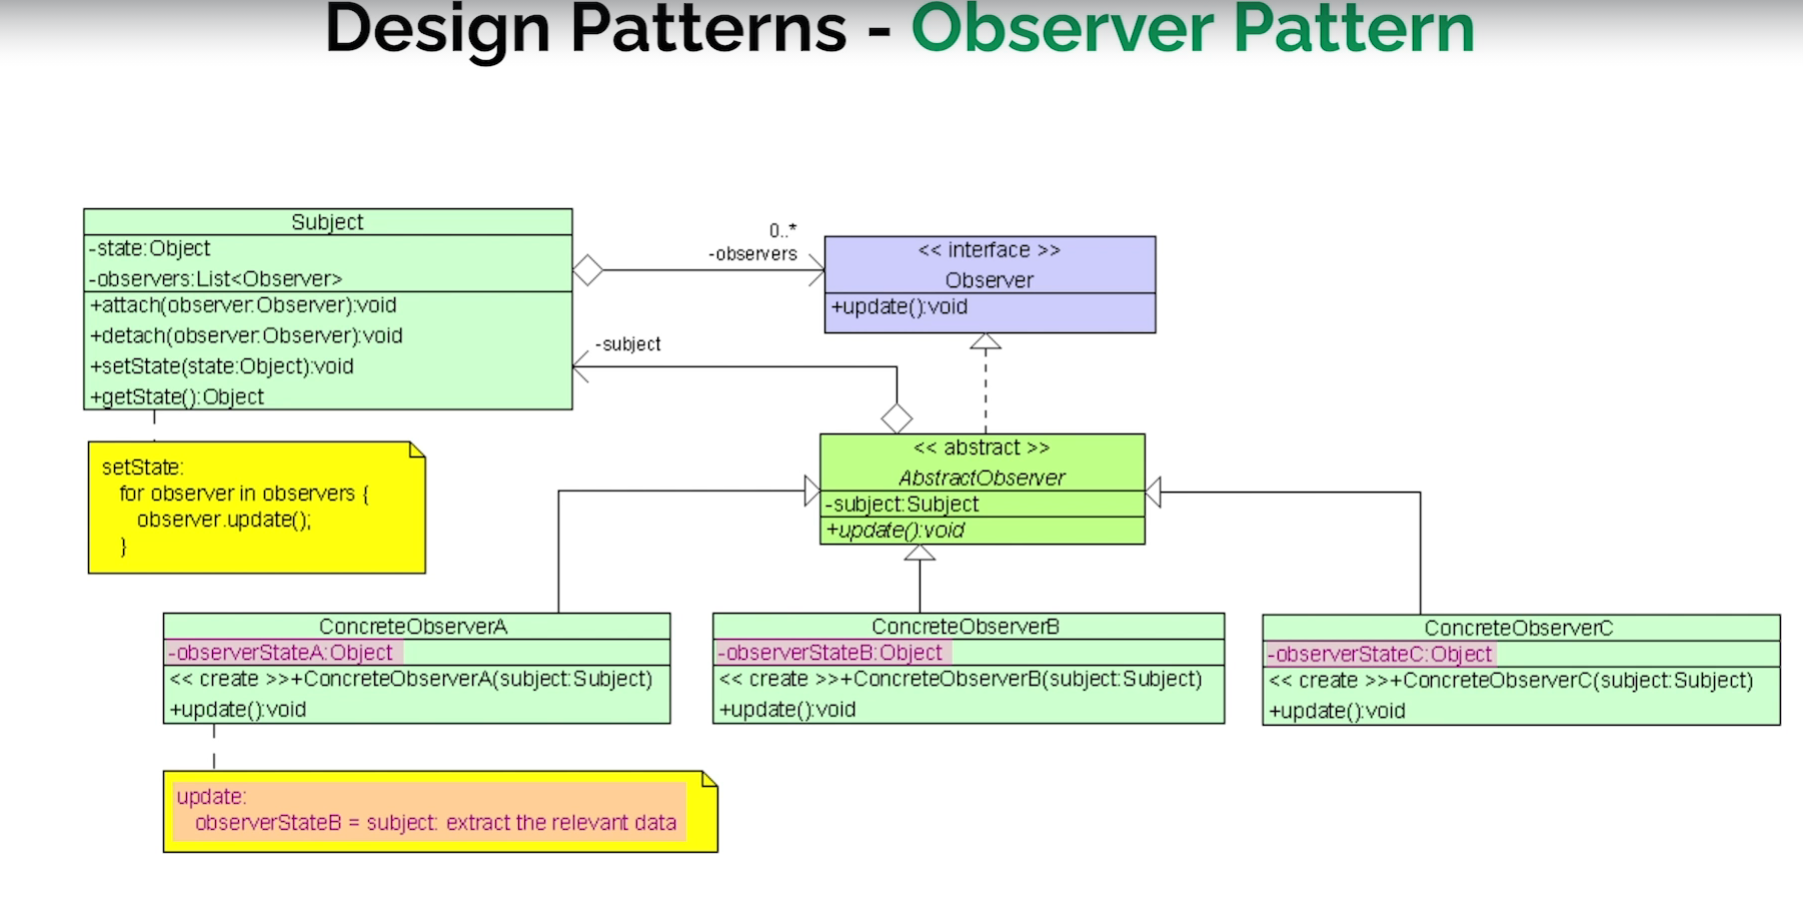 Design Patterns - Observer Pattern
Subject
-state:Object
-observers:List<Observer>
+attach(observer:Observer):void
+detach(observer:Observer):void
+setState(state:Object):void
+getState():Object
0..*
-observers
<< interface >>
Observer
+update():void
-subject
setState:
for observer in observers {
observer.update();
}
<< abstract >>
AbstractObserver
-subject:Subject
+update():void
ConcreteObserverA
-observerStateA:Object
<< create >>+ConcreteObserverA(subject:Subject)
+update():void
ConcreteObserverB
-observerStateB:Object
<< create >>+ConcreteObserverB(subject:Subject)
+update():void
ConcreteObserverC
-observerStateC:Object
<< create >>+ConcreteObserverC(subject:Subject)
+update():void
update:
observerStateB = subject: extract the relevant data